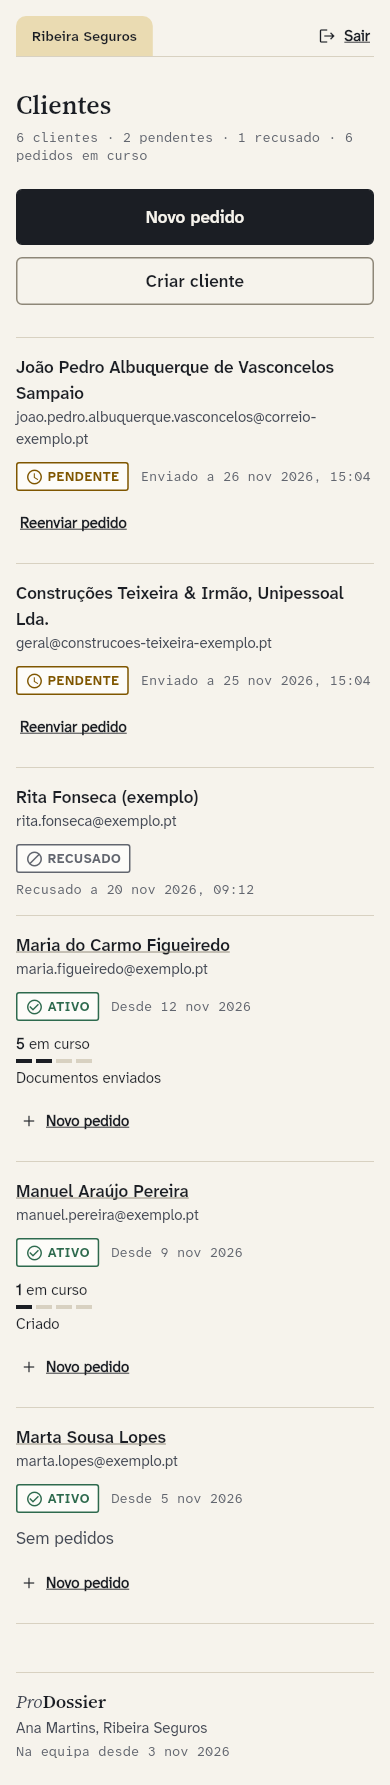 Ribeira Seguros
Sair
Clientes
6 clientes · 2 pendentes · 1 recusado · 6
pedidos em curso
Novo pedido
Criar cliente
João Pedro Albuquerque de Vasconcelos
Sampaio
joao.pedro.albuquerque.vasconcelos@correio-
exemplo.pt
PENDENTE Enviado a 26 nov 2026, 15:04
Reenviar pedido
Construções Teixeira & Irmão, Unipessoal
Lda.
geral@construcoes-teixeira-exemplo.pt
PENDENTE Enviado a 25 nov 2026, 15:04
Reenviar pedido
Rita Fonseca (exemplo)
rita.fonseca@exemplo.pt
RECUSADO
Recusado a 20 nov 2026, 09:12
Maria do Carmo Figueiredo
maria.figueiredo@exemplo.pt
ATIVO Desde 12 nov 2026
5 em curso
Documentos enviados
+ Novo pedido
Manuel Araújo Pereira
manuel.pereira@exemplo.pt
ATIVO Desde 9 nov 2026
1 em curso
Criado
+ Novo pedido
Marta Sousa Lopes
marta.lopes@exemplo.pt
ATIVO Desde 5 nov 2026
Sem pedidos
+ Novo pedido
ProDossier
Ana Martins, Ribeira Seguros
Na equipa desde 3 nov 2026